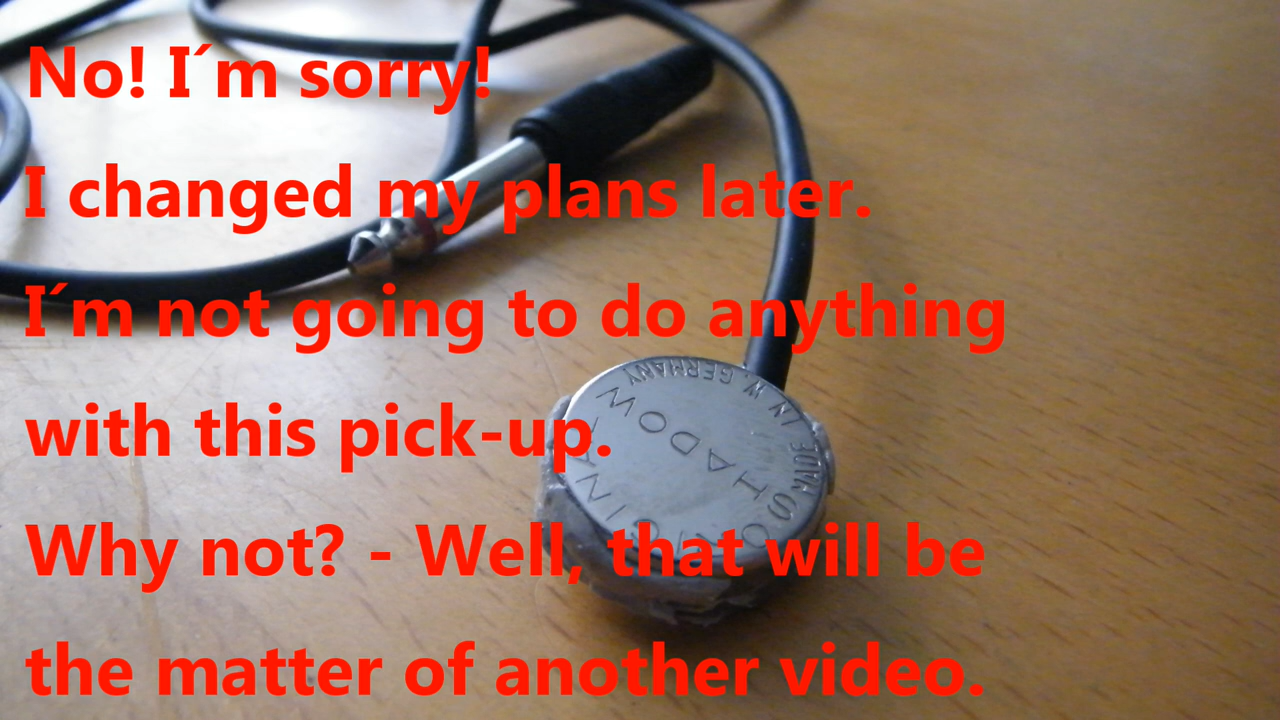 No! I´m sorry!
I changed my plans later.
I´m not going to do anything
with this pick-up.
Why not? - Well, that will be
the matter of another video.
MADE IN W. GERMANY
SHADOW